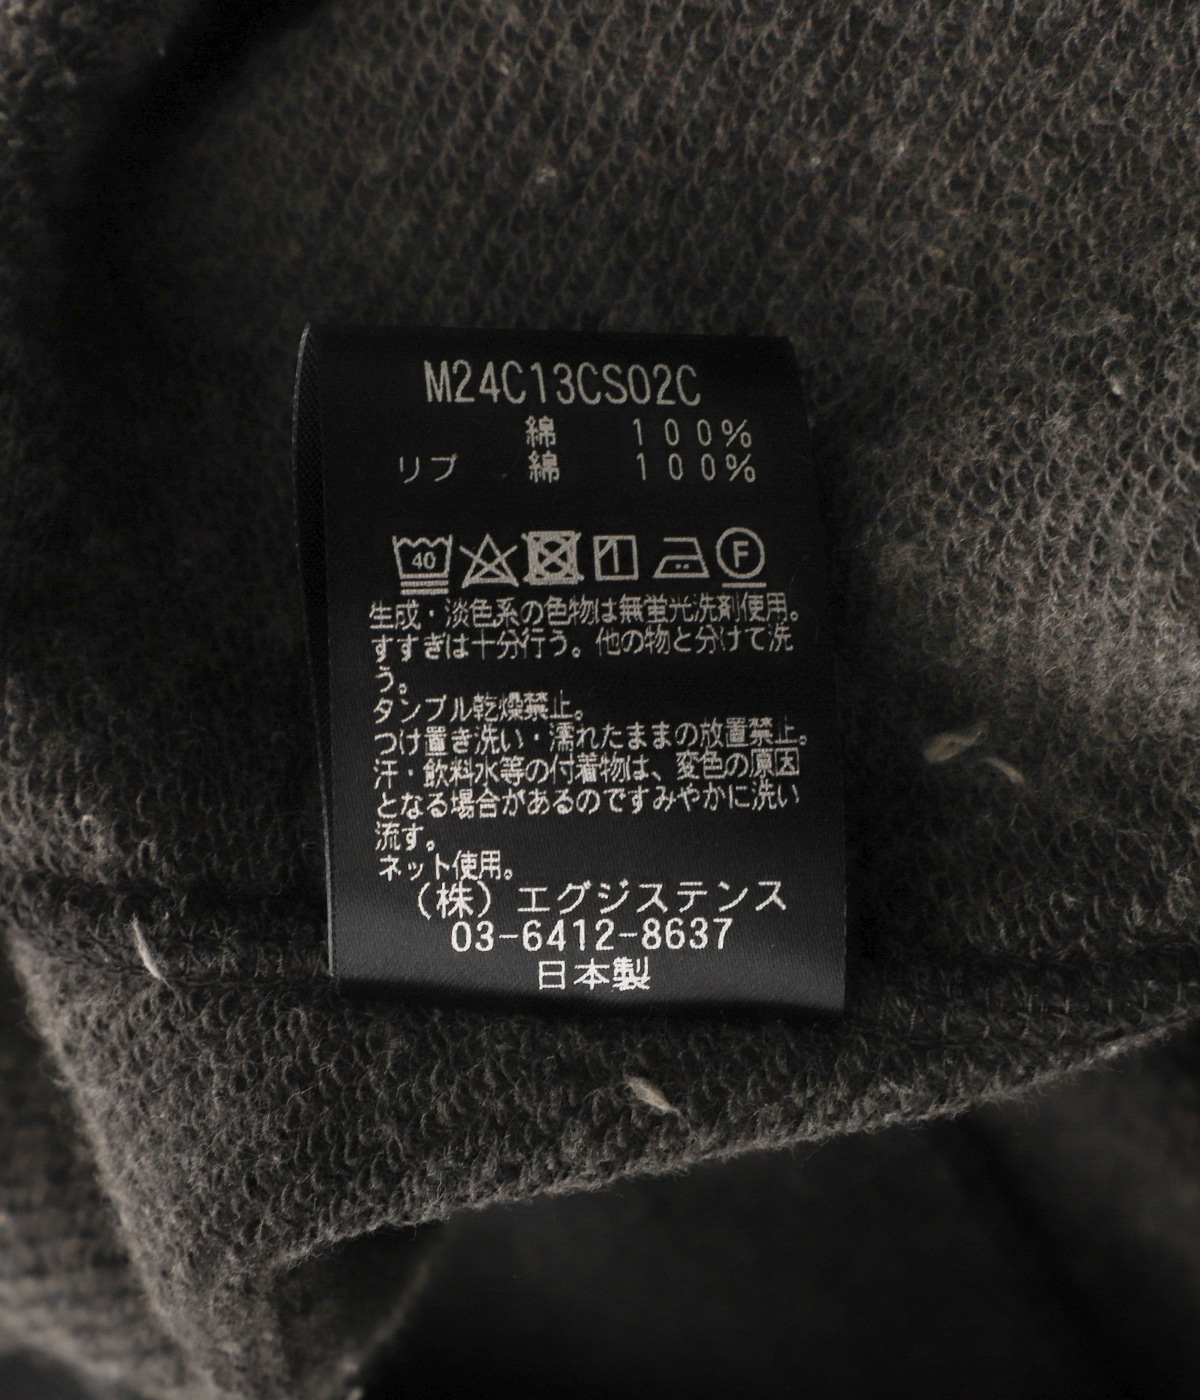 M24C13CS02C
綿 100%
リブ 綿 100%
40 F
生成・淡色系の色物は無蛍光洗剤使用。
すすぎは十分行う。他の物と分けて洗
う。
タンブル乾燥禁止。
つけ置き洗い・濡れたままの放置禁止。
汗・飲料水等の付着物は、変色の原因
となる場合があるのですみやかに洗い
流す。
ネット使用。
(株) エグジステンス
03-6412-8637
日本製